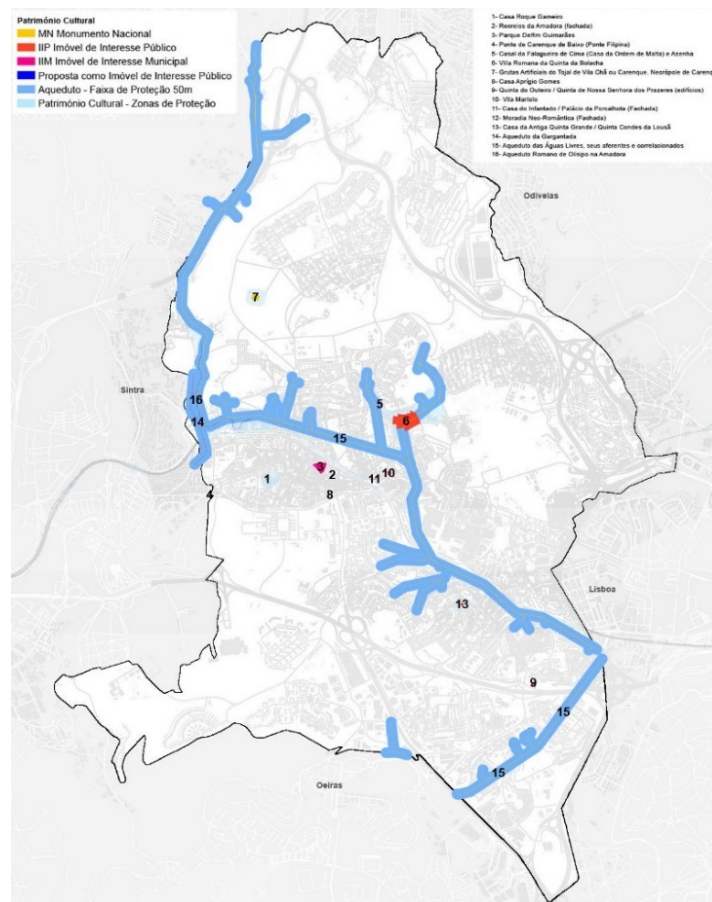 Património Cultural
MN Monumento Nacional
IIP Imóvel de Interesse Público
IIM Imóvel de Interesse Municipal
Proposta como Imóvel de Interesse Público
Aqueduto - Faixa de Proteção 50m
Património Cultural - Zonas de Proteção
1- Casa Roque Gameiro
2- Recreios da Amadora (fachada)
3- Parque Delfim Guimarães
4- Ponte de Carenque de Baixo (Ponte Filipina)
5- Casal da Falagueira de Cima (Casa da Ordem de Malta) e Azenha
6- Vila Romana da Quinta da Bolacha
7- Grutas Artificiais do Tojal de Vila Chã ou Carenque, Necrópole de Carenq
8- Casa Aprígio Gomes
9- Quinta do Outeiro / Quinta de Nossa Senhora dos Prazeres (edifícios)
10- Vila Martelo
11- Casa do Infantado / Palácio da Porcalhota (Fachada)
12- Moradia Neo-Romântica (Fachada)
13- Casa da Antiga Quinta Grande / Quinta Condes da Lousã
14- Aqueduto da Gargantada
15- Aqueduto das Águas Livres, seus aferentes e correlacionados
16- Aqueduto Romano de Olisipo na Amadora
Odivelas
7
Sintra
16
5
14
6
15
3
2
10
1
11
4
8
Lisboa
13
9
15
15
Oeiras